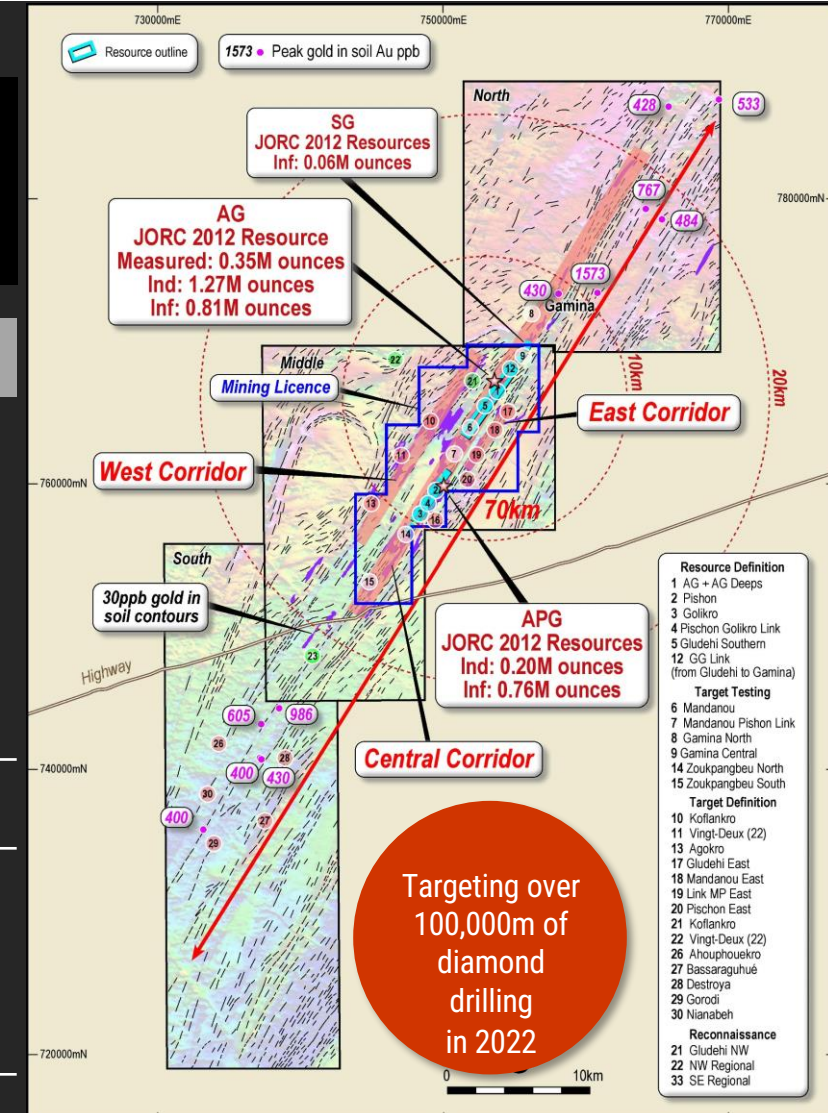 730000mE
750000mE
770000mE
Resource outline
1573 Peak gold in soil Au ppb
North
428
533
SG
JORC 2012 Resources
Inf: 0.06M ounces
767
484
780000mN
AG
JORC 2012 Resource
Measured: 0.35M ounces
Ind: 1.27M ounces
Inf: 0.81M ounces
430
1573
Gamina
8
Middle
22
9
12
10km
20km
Mining Licence
21
5
17
10
6
18
East Corridor
11
7
19
West Corridor
760000mN
20
2
13
4
3
16
70km
14
South
15
30ppb gold in
soil contours
APG
JORC 2012 Resources
Ind: 0.20M ounces
Inf: 0.76M ounces
23
Highway
605
986
26
28
Central Corridor
740000mN
400
430
30
400
27
29
Resource Definition
1 AG + AG Deeps
2 Pishon
3 Golikro
4 Pischon Golikro Link
5 Gludehi Southern
12 GG Link
(from Gludehi to Gamina)
Target Testing
6 Mandanou
7 Mandanou Pishon Link
8 Gamina North
9 Gamina Central
14 Zoukpangbeu North
15 Zoukpangbeu South
Target Definition
10 Koflankro
11 Vingt-Deux (22)
13 Agokro
17 Gludehi East
18 Mandanou East
19 Link MP East
20 Pischon East
21 Koflankro
22 Vingt-Deux (22)
26 Ahouphouekro
27 Bassaraguhué
28 Destroya
29 Gorodi
30 Nianabeh
Reconnaissance
21 Gludehi NW
22 NW Regional
33 SE Regional
Targeting over
100,000m of
diamond
drilling
in 2022
720000mN
0
10km